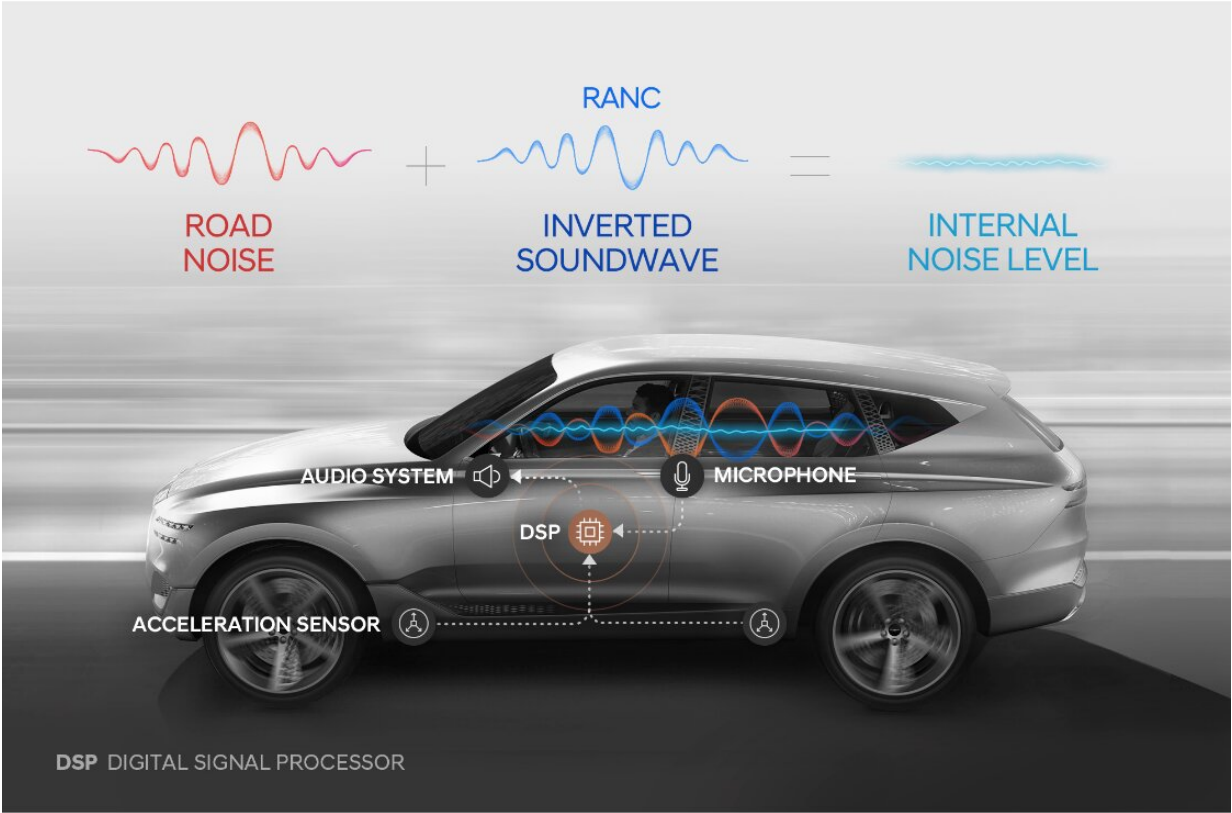 RANC
ROAD
NOISE
INVERTED
SOUNDWAVE
INTERNAL
NOISE LEVEL
AUDIO SYSTEM
MICROPHONE
DSP
ACCELERATION SENSOR
DSP DIGITAL SIGNAL PROCESSOR